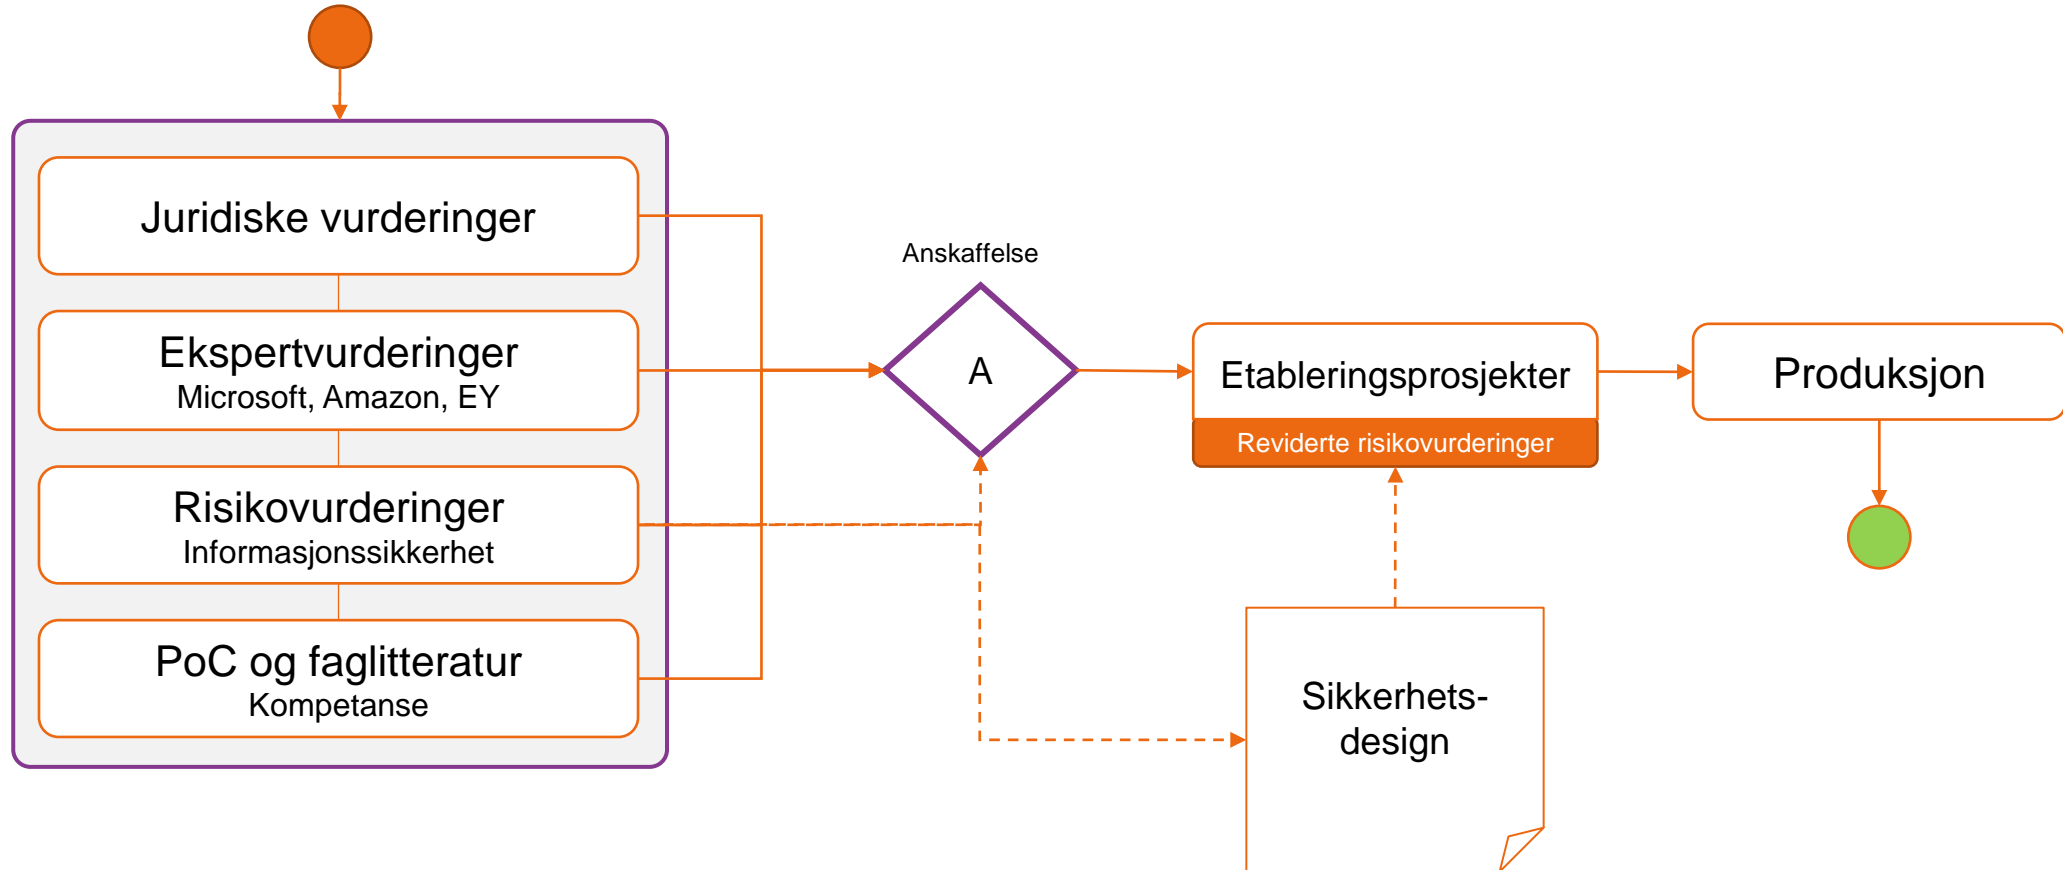 Juridiske vurderinger
Ekspertvurderinger
Microsoft, Amazon, EY
Risikovurderinger
Informasjonssikkerhet
PoC og faglitteratur
Kompetanse
Anskaffelse
A
Etableringsprosjekter
Reviderte risikovurderinger
Produksjon
Sikkerhets-
design